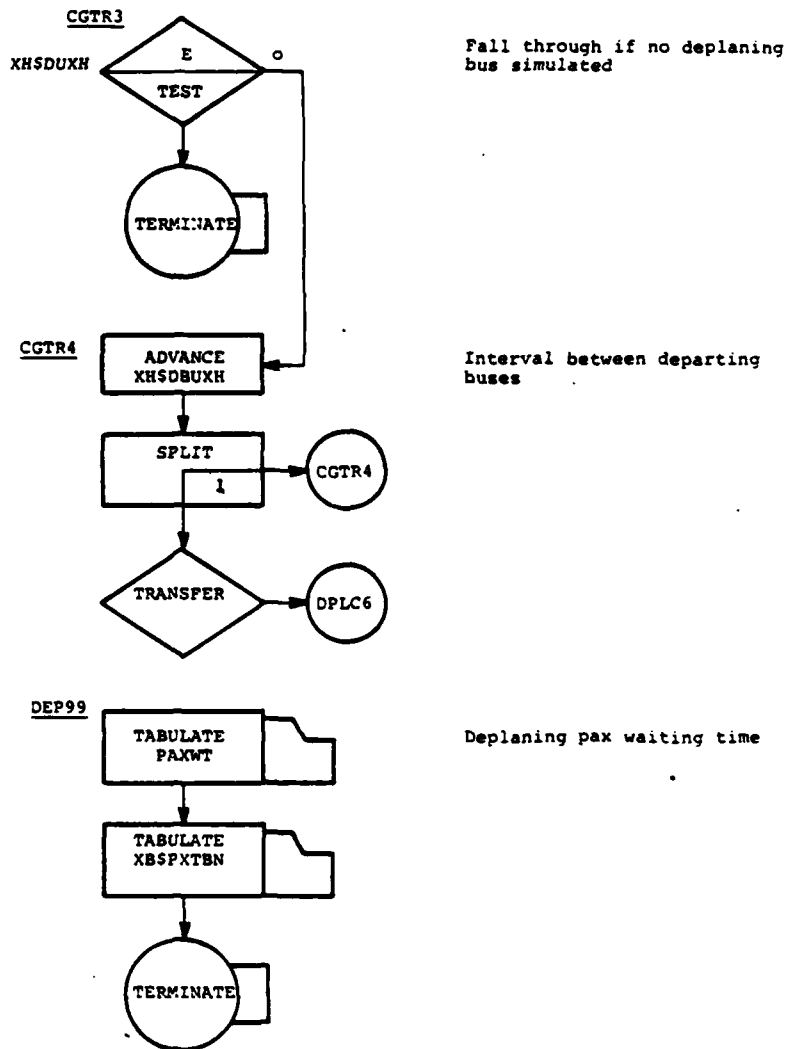 CGTR3
XH$DUXH
E
O
TEST
Fall through if no deplaning
bus simulated
TERMINATE
CGTR4
ADVANCE
XH$DBUXH
Interval between departing
buses
SPLIT
1
CGTR4
TRANSFER
DPLC6
DEP99
TABULATE
PAXWT
Deplaning pax waiting time
TABULATE
XB$PXTBN
TERMINATE